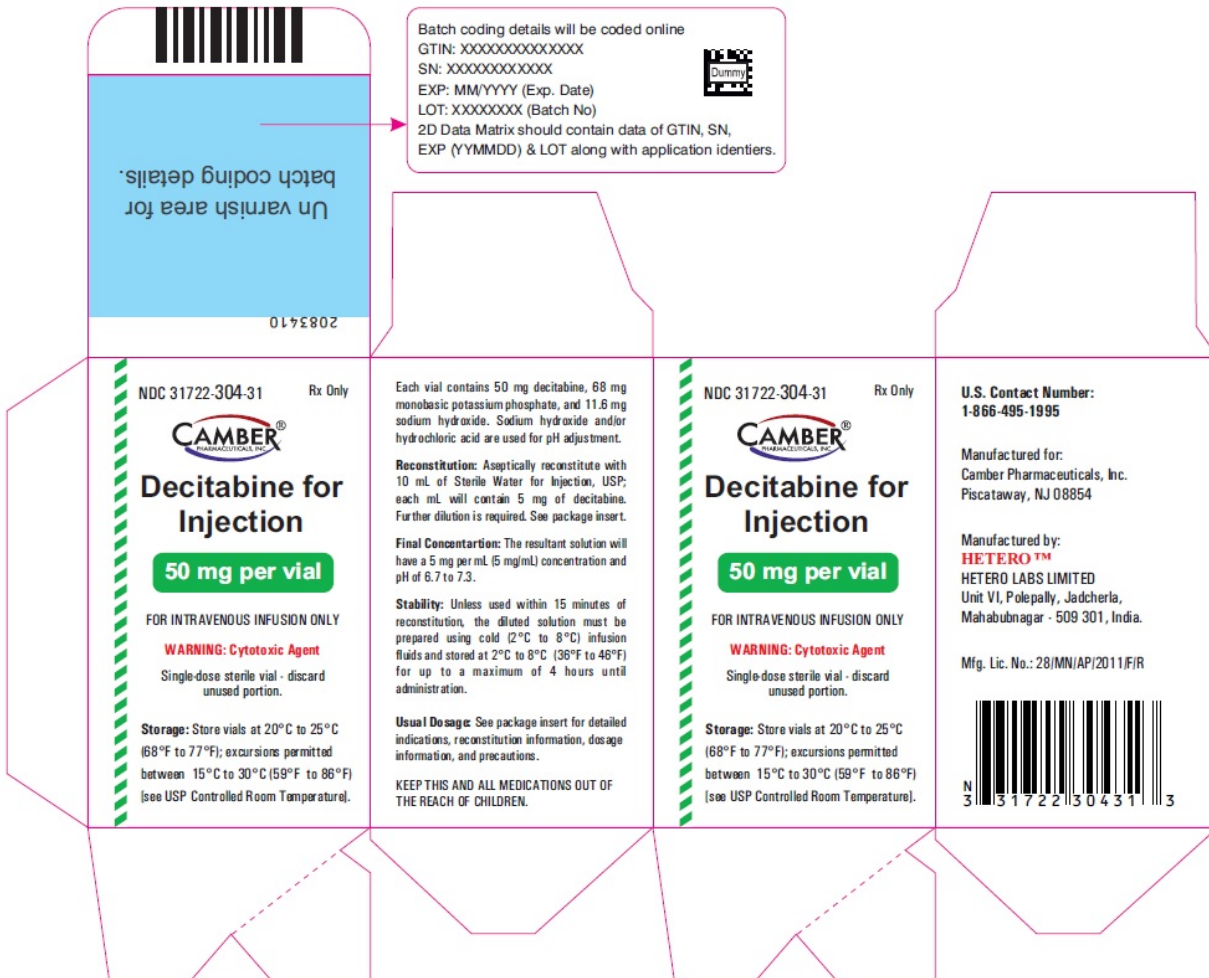 Batch coding details will be coded online
GTIN: XXXXXXXXXXXXXX
SN: XXXXXXXXXXXX
EXP: MM/YYYY (Exp. Date)
LOT: XXXXXXXX (Batch No)
2D Data Matrix should contain data of GTIN, SN,
EXP (YYMMDD) & LOT along with application identiers.
Dummy
Un varnish area for
batch coding details.
2083410
NDC 31722-304-31 Rx Only
CAMBER®
PHARMACEUTICALS, INC.
Decitabine for
Injection
50 mg per vial
FOR INTRAVENOUS INFUSION ONLY
WARNING: Cytotoxic Agent
Single-dose sterile vial - discard
unused portion.
Storage: Store vials at 20°C to 25°C
(68°F to 77°F); excursions permitted
between 15°C to 30°C (59°F to 86°F)
[see USP Controlled Room Temperature].
Each vial contains 50 mg decitabine, 68 mg
monobasic potassium phosphate, and 11.6 mg
sodium hydroxide. Sodium hydroxide and/or
hydrochloric acid are used for pH adjustment.
Reconstitution: Aseptically reconstitute with
10 mL of Sterile Water for Injection, USP;
each mL will contain 5 mg of decitabine.
Further dilution is required. See package insert.
Final Concentartion: The resultant solution will
have a 5 mg per mL (5 mg/mL) concentration and
pH of 6.7 to 7.3.
Stability: Unless used within 15 minutes of
reconstitution, the diluted solution must be
prepared using cold (2°C to 8°C) infusion
fluids and stored at 2°C to 8°C (36°F to 46°F)
for up to a maximum of 4 hours until
administration.
Usual Dosage: See package insert for detailed
indications, reconstitution information, dosage
information, and precautions.
KEEP THIS AND ALL MEDICATIONS OUT OF
THE REACH OF CHILDREN.
NDC 31722-304-31 Rx Only
CAMBER®
PHARMACEUTICALS, INC.
Decitabine for
Injection
50 mg per vial
FOR INTRAVENOUS INFUSION ONLY
WARNING: Cytotoxic Agent
Single-dose sterile vial - discard
unused portion.
Storage: Store vials at 20°C to 25°C
(68°F to 77°F); excursions permitted
between 15°C to 30°C (59°F to 86°F)
[see USP Controlled Room Temperature].
U.S. Contact Number:
1-866-495-1995
Manufactured for:
Camber Pharmaceuticals, Inc.
Piscataway, NJ 08854
Manufactured by:
HETERO™
HETERO LABS LIMITED
Unit VI, Polepally, Jadcherla,
Mahabubnagar - 509 301, India.
Mfg. Lic. No.: 28/MN/AP/2011/F/R
N
3 31722 30431 3